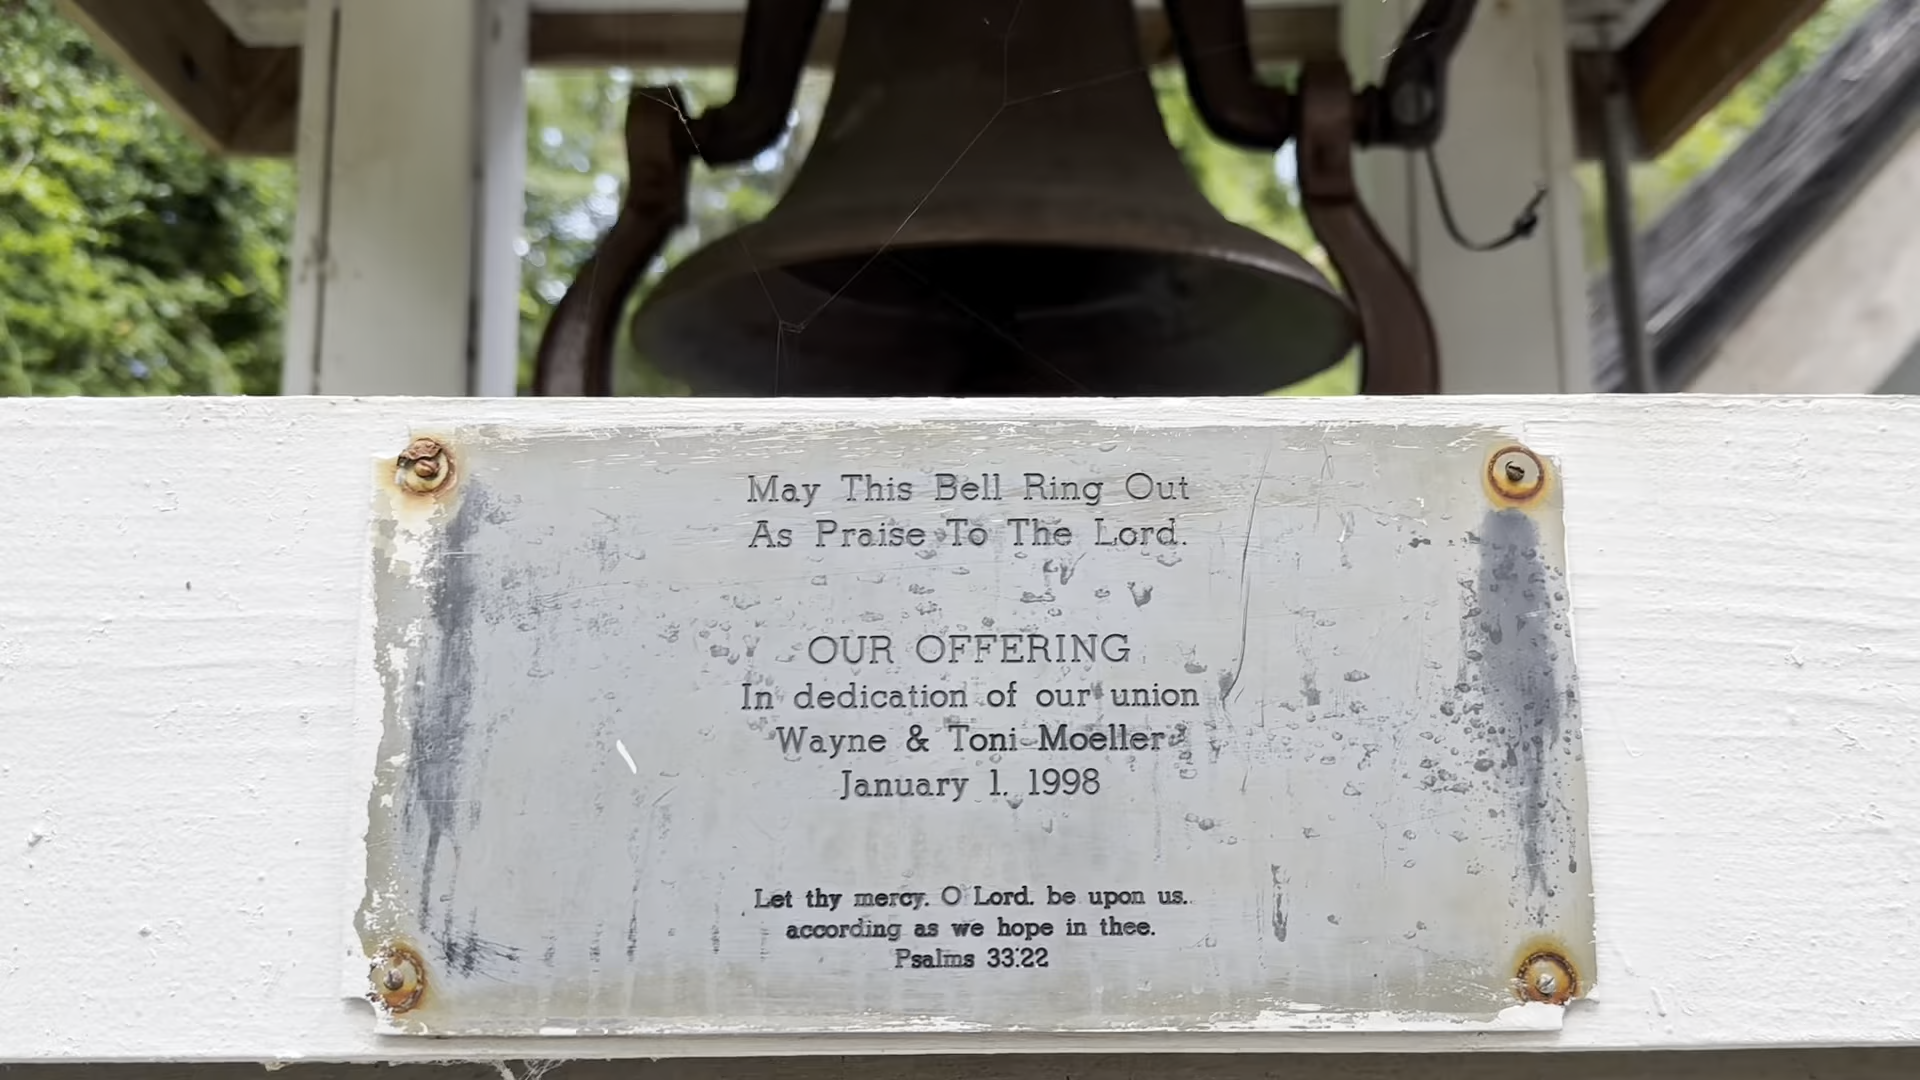 May This Bell Ring Out
As Praise To The Lord.
OUR OFFERING
In dedication of our union
Wayne & Toni Moeller
January 1, 1998
Let thy mercy, O Lord, be upon us,
according as we hope in thee.
Psalms 33:22